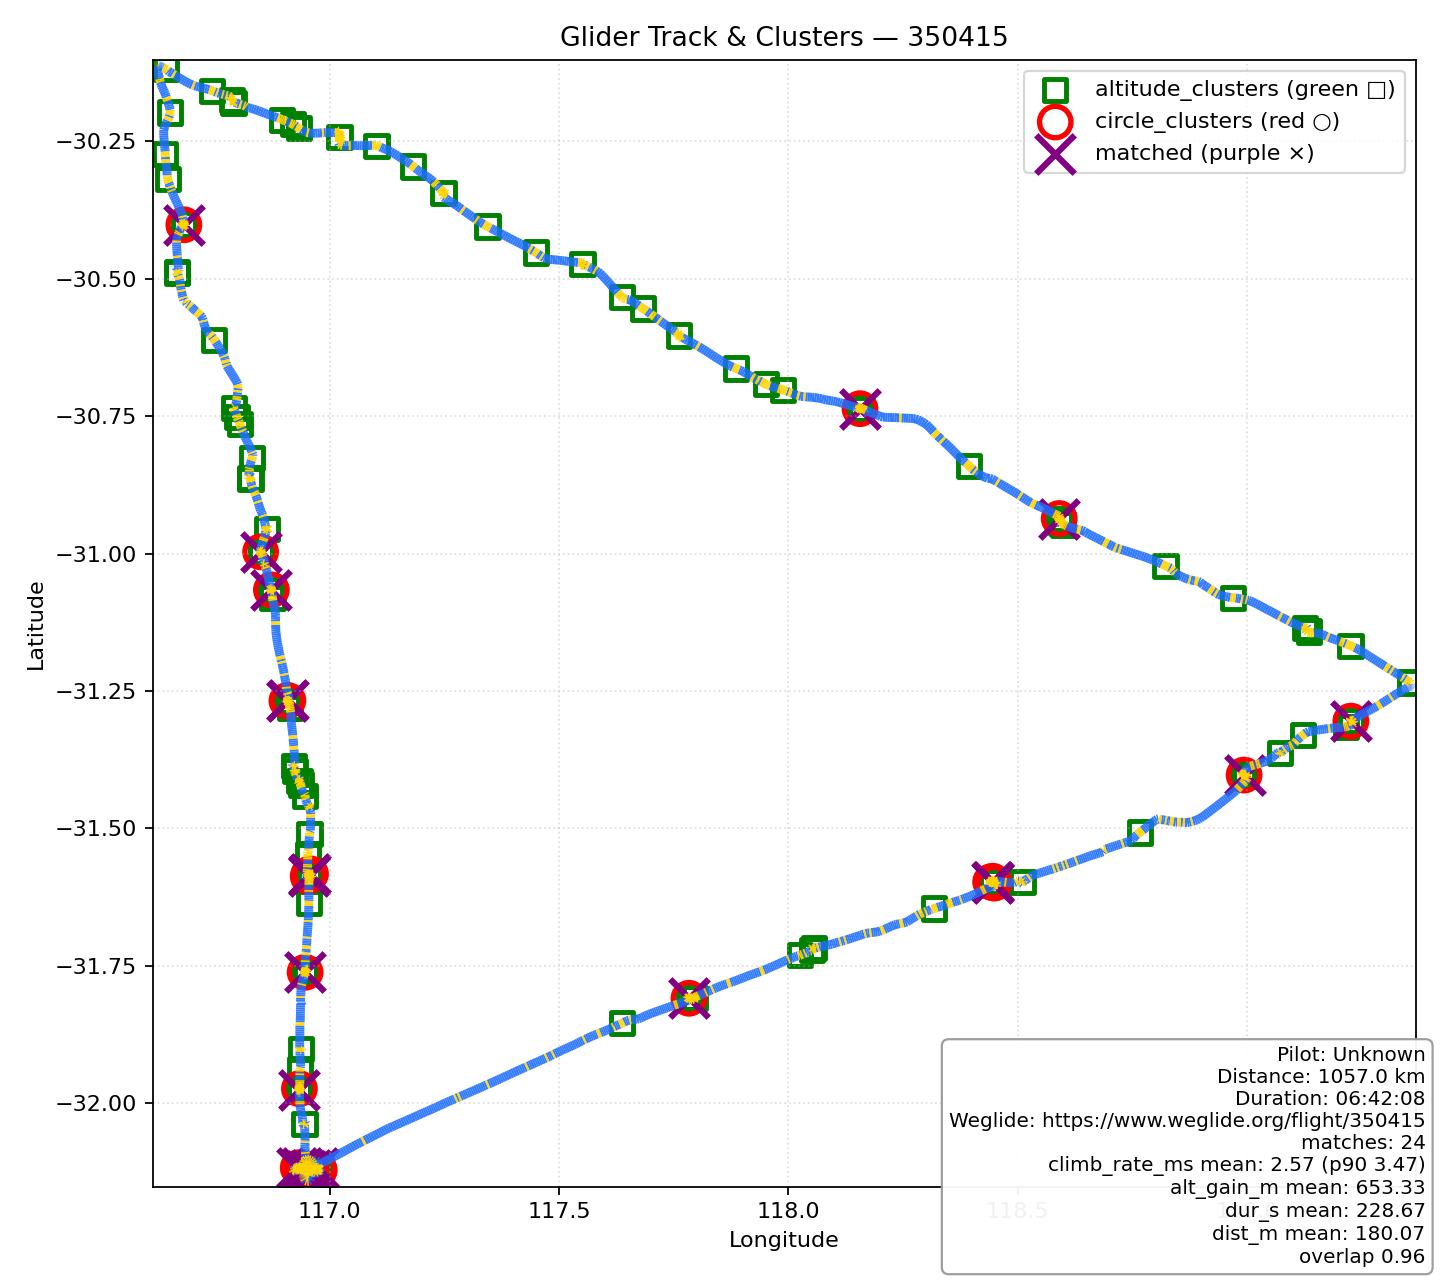 Glider Track & Clusters — 350415
altitude_clusters (green □)
circle_clusters (red ○)
matched (purple ×)
Latitude
−30.25
−30.50
−30.75
−31.00
−31.25
−31.50
−31.75
−32.00
117.0
117.5
118.0
118.5
Longitude
Pilot: Unknown
Distance: 1057.0 km
Duration: 06:42:08
Weglide: https://www.weglide.org/flight/350415
matches: 24
climb_rate_ms mean: 2.57 (p90 3.47)
alt_gain_m mean: 653.33
dur_s mean: 228.67
dist_m mean: 180.07
overlap 0.96